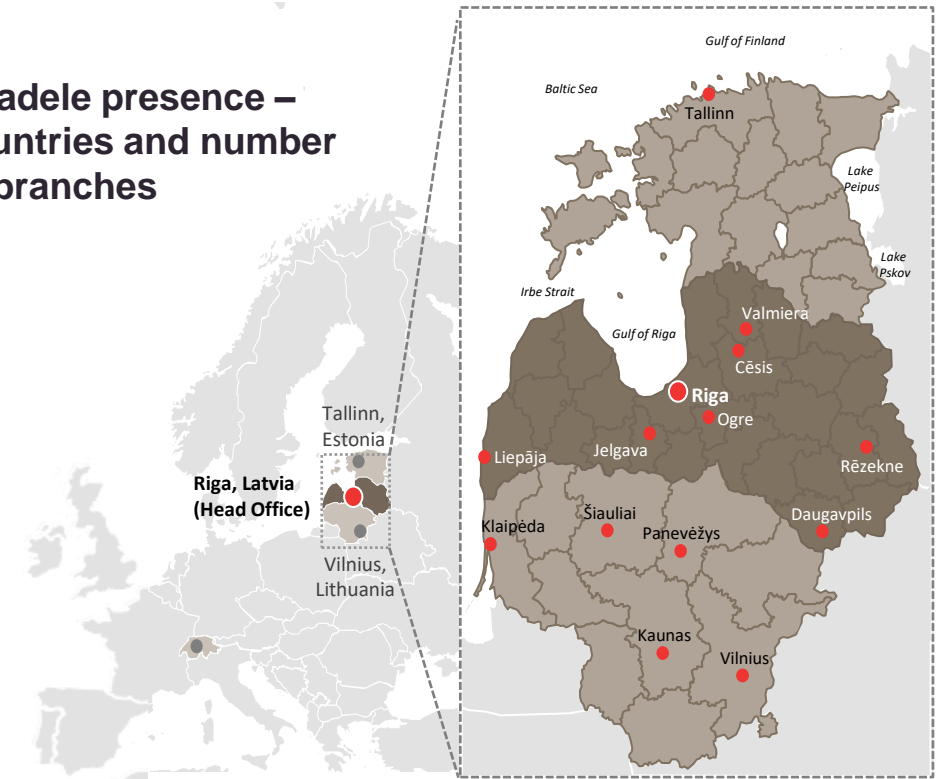 adele presence –
untries and number
branches
Tallinn,
Estonia
Riga, Latvia
(Head Office)
Vilnius,
Lithuania
Gulf of Finland
Baltic Sea
Tallinn
Lake
Peipus
Lake
Pskov
Irbe Strait
Gulf of Riga
Valmiera
Cēsis
Riga
Ogre
Jelgava
Liepāja
Rēzekne
Daugavpils
Klaipėda
Šiauliai
Panevėžys
Kaunas
Vilnius